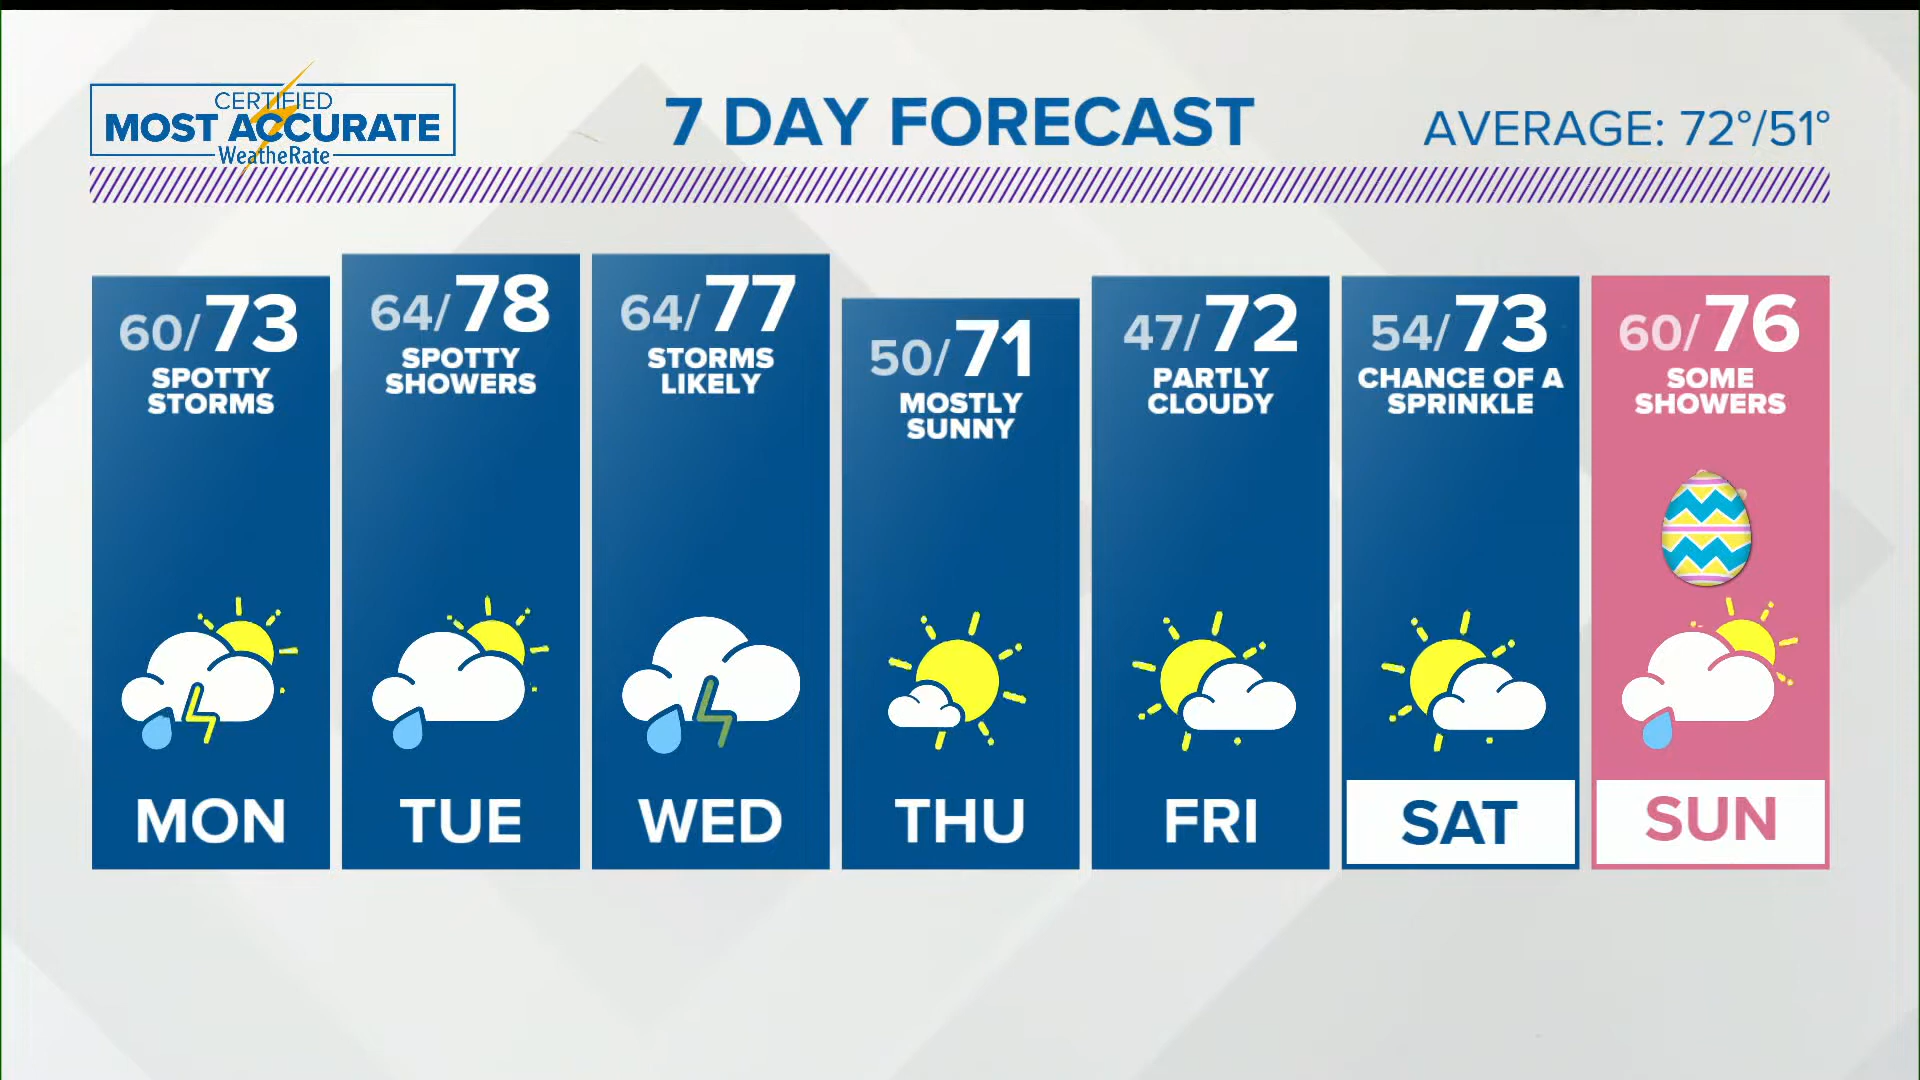 CERTIFIED
MOST ACCURATE
WeatheRate
7 DAY FORECAST
AVERAGE: 72°/51°
60/73
SPOTTY
STORMS
MON
64/78
SPOTTY
SHOWERS
TUE
64/77
STORMS
LIKELY
WED
50/71
MOSTLY
SUNNY
THU
47/72
PARTLY
CLOUDY
FRI
54/73
CHANCE OF A
SPRINKLE
SAT
60/76
SOME
SHOWERS
SUN